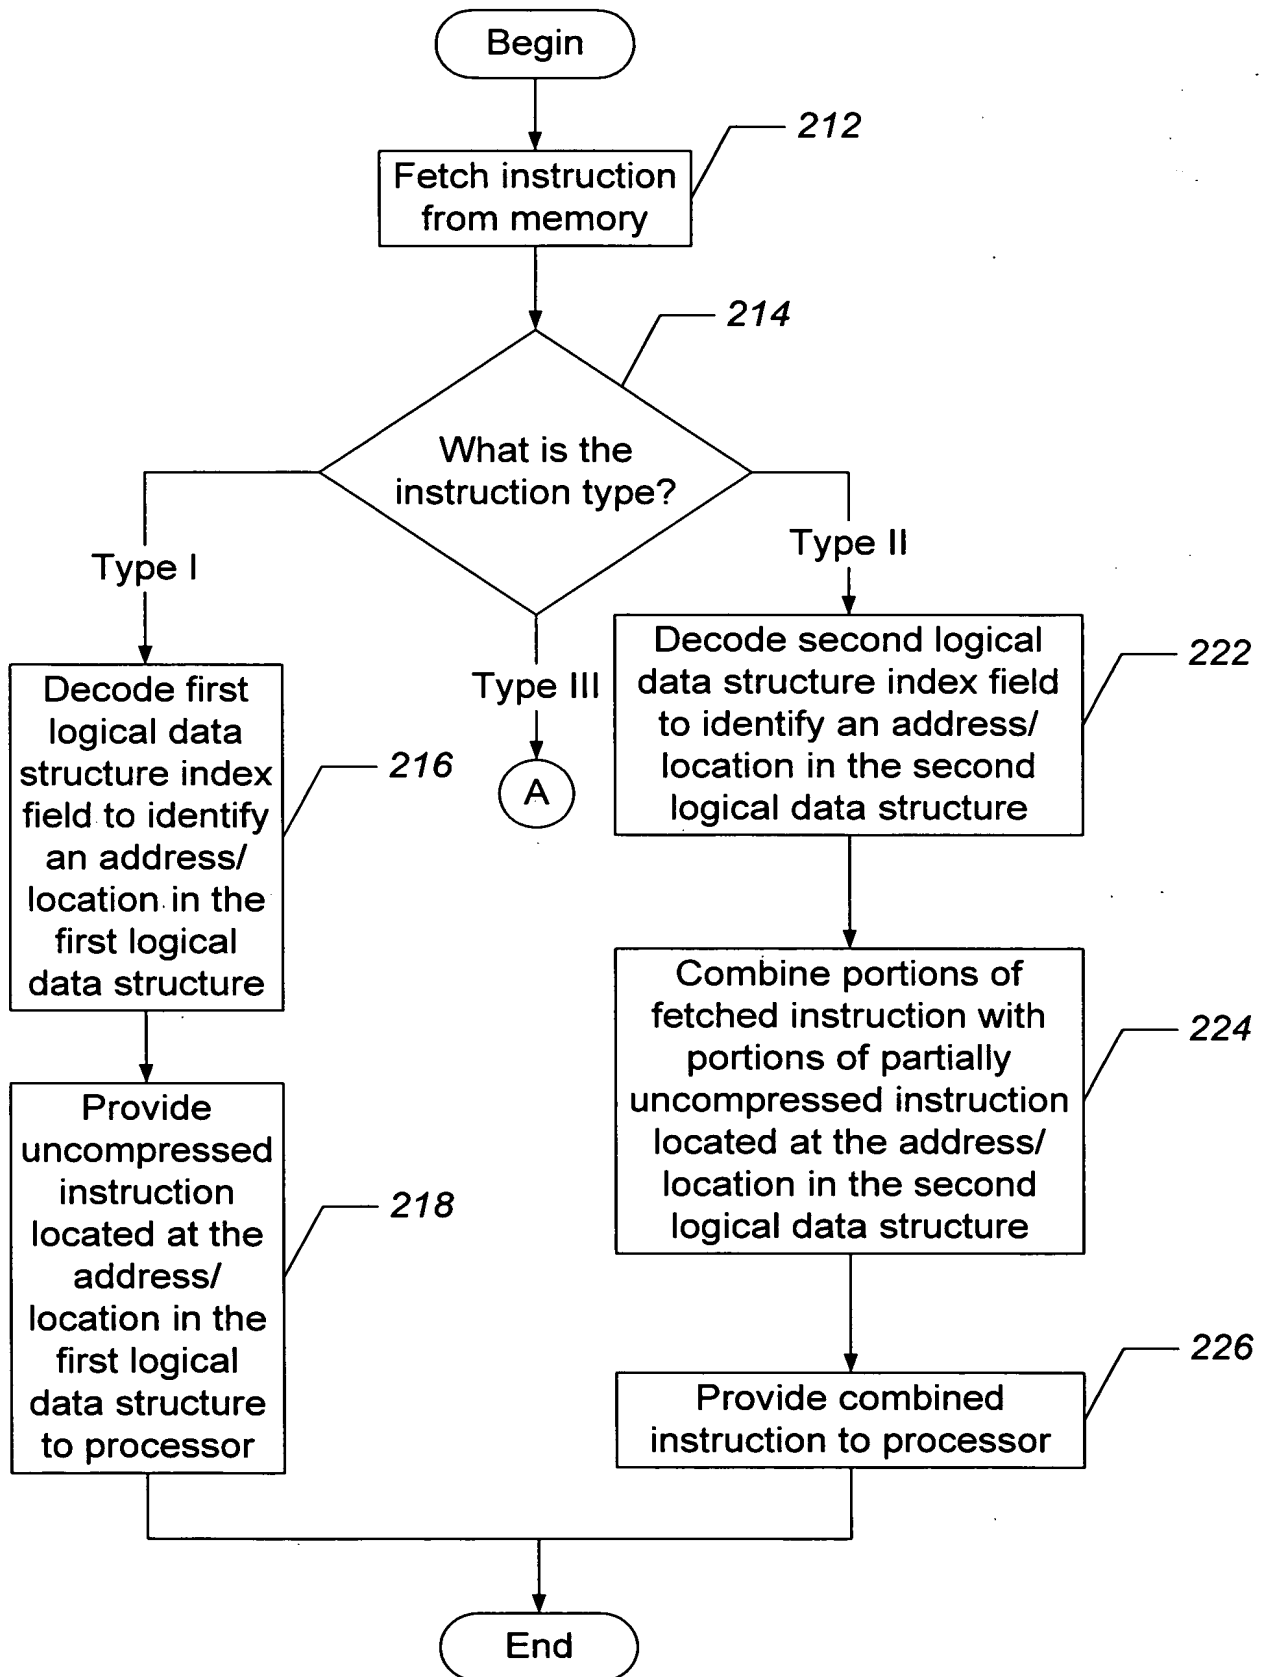 Begin
212
Fetch instruction
from memory
214
What is the
instruction type?
Type I
Type II
Type III
A
Decode first
logical data
structure index
field to identify
an address/
location in the
first logical
data structure
216
Decode second logical
data structure index field
to identify an address/
location in the second
logical data structure
222
Combine portions of
fetched instruction with
portions of partially
uncompressed instruction
located at the address/
location in the second
logical data structure
224
Provide
uncompressed
instruction
located at the
address/
location in the
first logical
data structure
to processor
218
Provide combined
instruction to processor
226
End